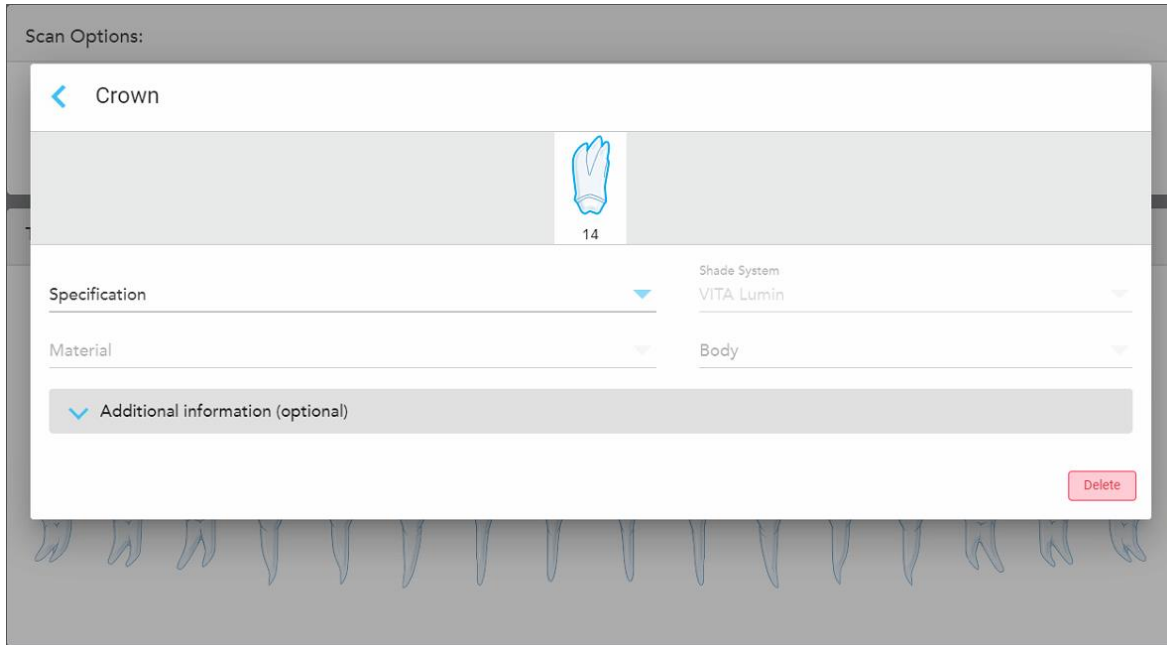 Scan Options:
Crown
14
Specification
Shade System
VITA Lumin
Material
Body
Additional information (optional)
Delete